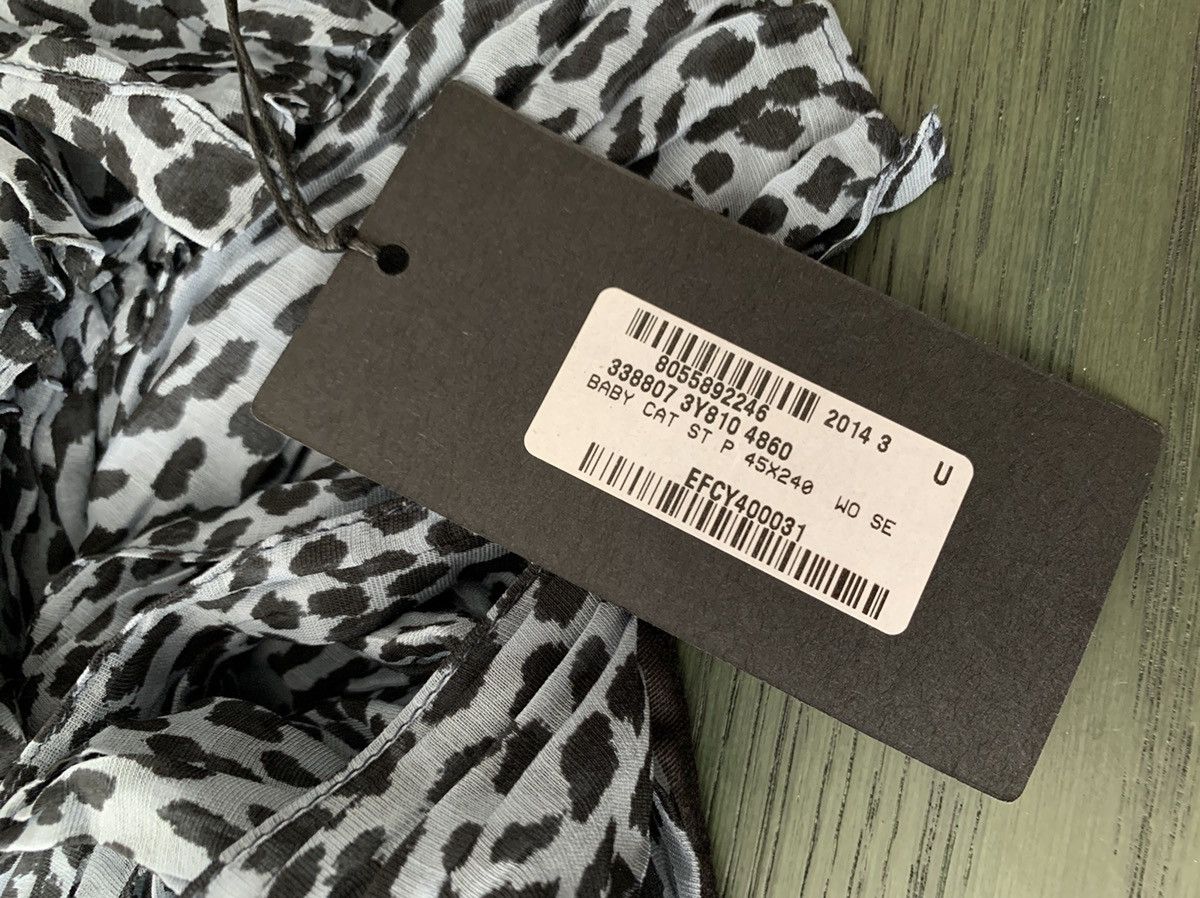 8055892246 2014 3
338807 3Y810 4860 U
BABY CAT ST P 45X240 WO SE
EFCY400031